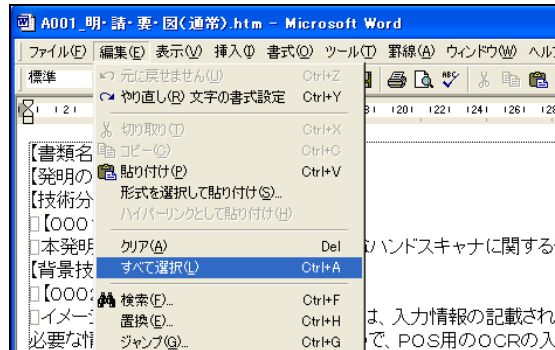 A001_明・請・要・図(通常).htm - Microsoft Word
ファイル(F) 編集(E) 表示(V) 挿入(I) 書式(O) ツール(T) 罫線(A) ウィンドウ(W) ヘル
標準
元に戻せません(U) Ctrl+Z
やり直し(R) 文字の書式設定 Ctrl+Y
切り取り(T) Ctrl+X
コピー(C) Ctrl+C
貼り付け(P) Ctrl+V
形式を選択して貼り付け(S)...
ハイパーリンクとして貼り付け(H)
クリア(A) Del
すべて選択(L) Ctrl+A
検索(F)... Ctrl+F
置換(E)... Ctrl+H
ジャンプ(G)... Ctrl+G
2 120 122 124 126 128
【書類名
【発明の
【技術分
【000
本発明 ハンドスキャナに関する
【背景技
【000
イメー は、入力情報の記載され
必要な情 で、POS用のOCRの入